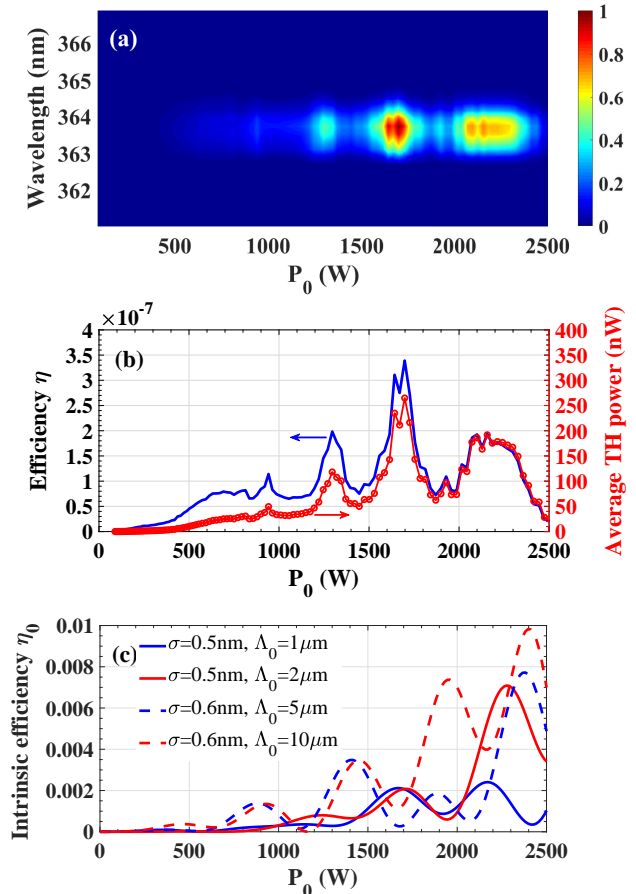 (a)
Wavelength (nm)
366
365
364
363
362
500 1000 1500 2000 2500
P0 (W)
1
0.8
0.6
0.4
0.2
0
×10-7
(b)
Efficiency η
4
3.5
3
2.5
2
1.5
1
0.5
0
0 500 1000 1500 2000 2500
P0 (W)
400
350
300
250
200
150
100
50
0
Average TH power (nW)
(c)
Intrinsic efficiency η0
0.01
0.008
0.006
0.004
0.002
0
σ=0.5nm, Λ0=1μm
σ=0.5nm, Λ0=2μm
σ=0.6nm, Λ0=5μm
σ=0.6nm, Λ0=10μm
0 500 1000 1500 2000 2500
P0 (W)